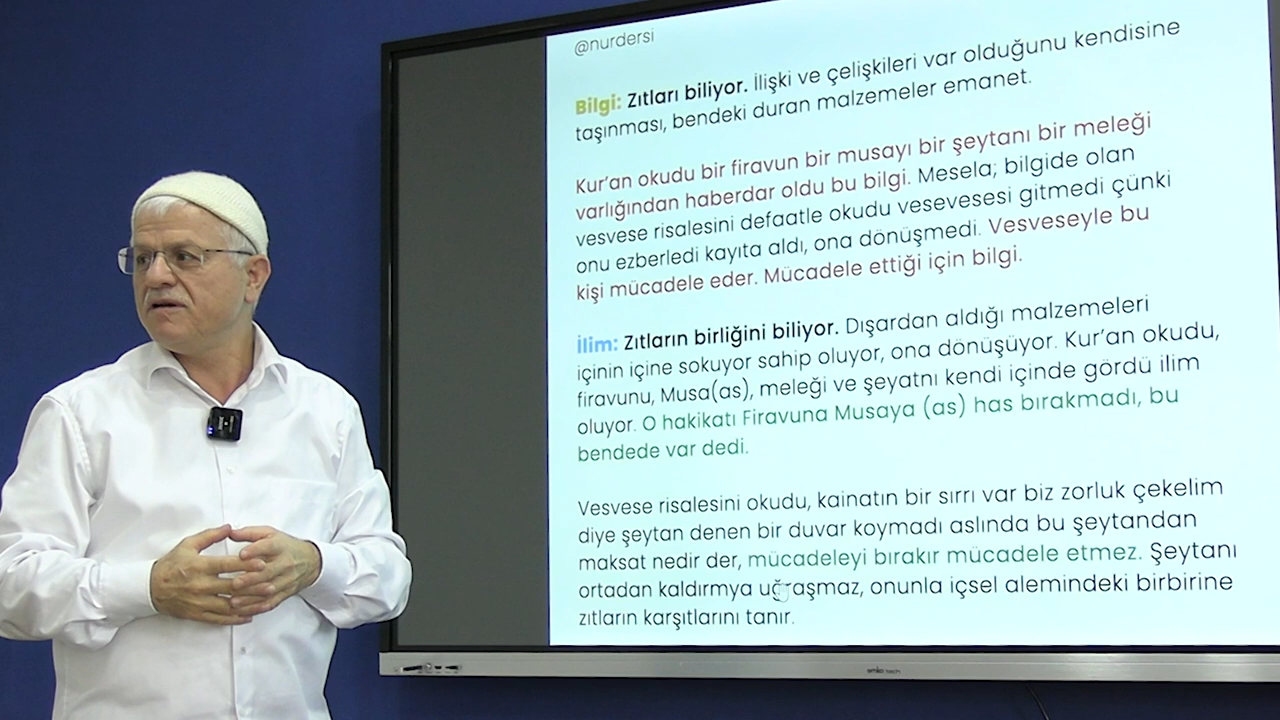 @nurdersi
Bilgi: Zıtları biliyor. İlişki ve çelişkileri var olduğunu kendisine
taşınması, bendeki duran malzemeler emanet.
Kur'an okudu bir firavun bir musayı bir şeytanı bir meleği
varlığından haberdar oldu bu bilgi. Mesela; bilgide olan
vesvese risalesini defaatle okudu vesevesesi gitmedi çünki
onu ezberledi kayıta aldı, ona dönüşmedi. Vesveseyle bu
kişi mücadele eder. Mücadele ettiği için bilgi.
İlim: Zıtların birliğini biliyor. Dışardan aldığı malzemeleri
içinin içine sokuyor sahip oluyor, ona dönüşüyor. Kur'an okudu,
firavunu, Musa(as), meleği ve şeyatnı kendi içinde gördü ilim
oluyor. O hakikatı Firavuna Musaya (as) has bırakmadı, bu
bendede var dedi.
Vesvese risalesini okudu, kainatın bir sırrı var biz zorluk çekelim
diye şeytan denen bir duvar koymadı aslında bu şeytandan
maksat nedir der, mücadeleyi bırakır mücadele etmez. Şeytanı
ortadan kaldırmya uğraşmaz, onunla içsel alemindeki birbirine
zıtların karşıtlarını tanır.